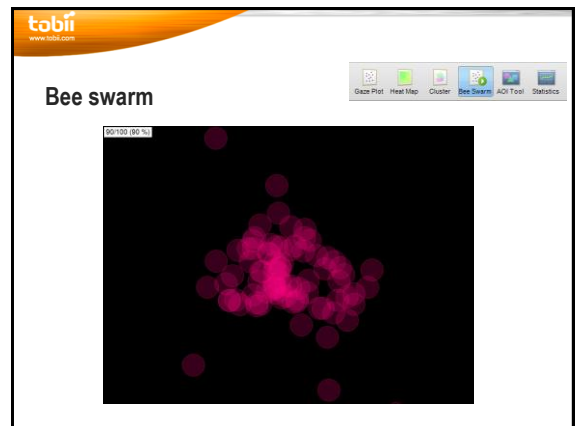 tobii
www.tobii.com
Gaze Plot Heat Map Cluster Bee Swarm AOI Tool Statistics
Bee swarm
90/100 (90 %)